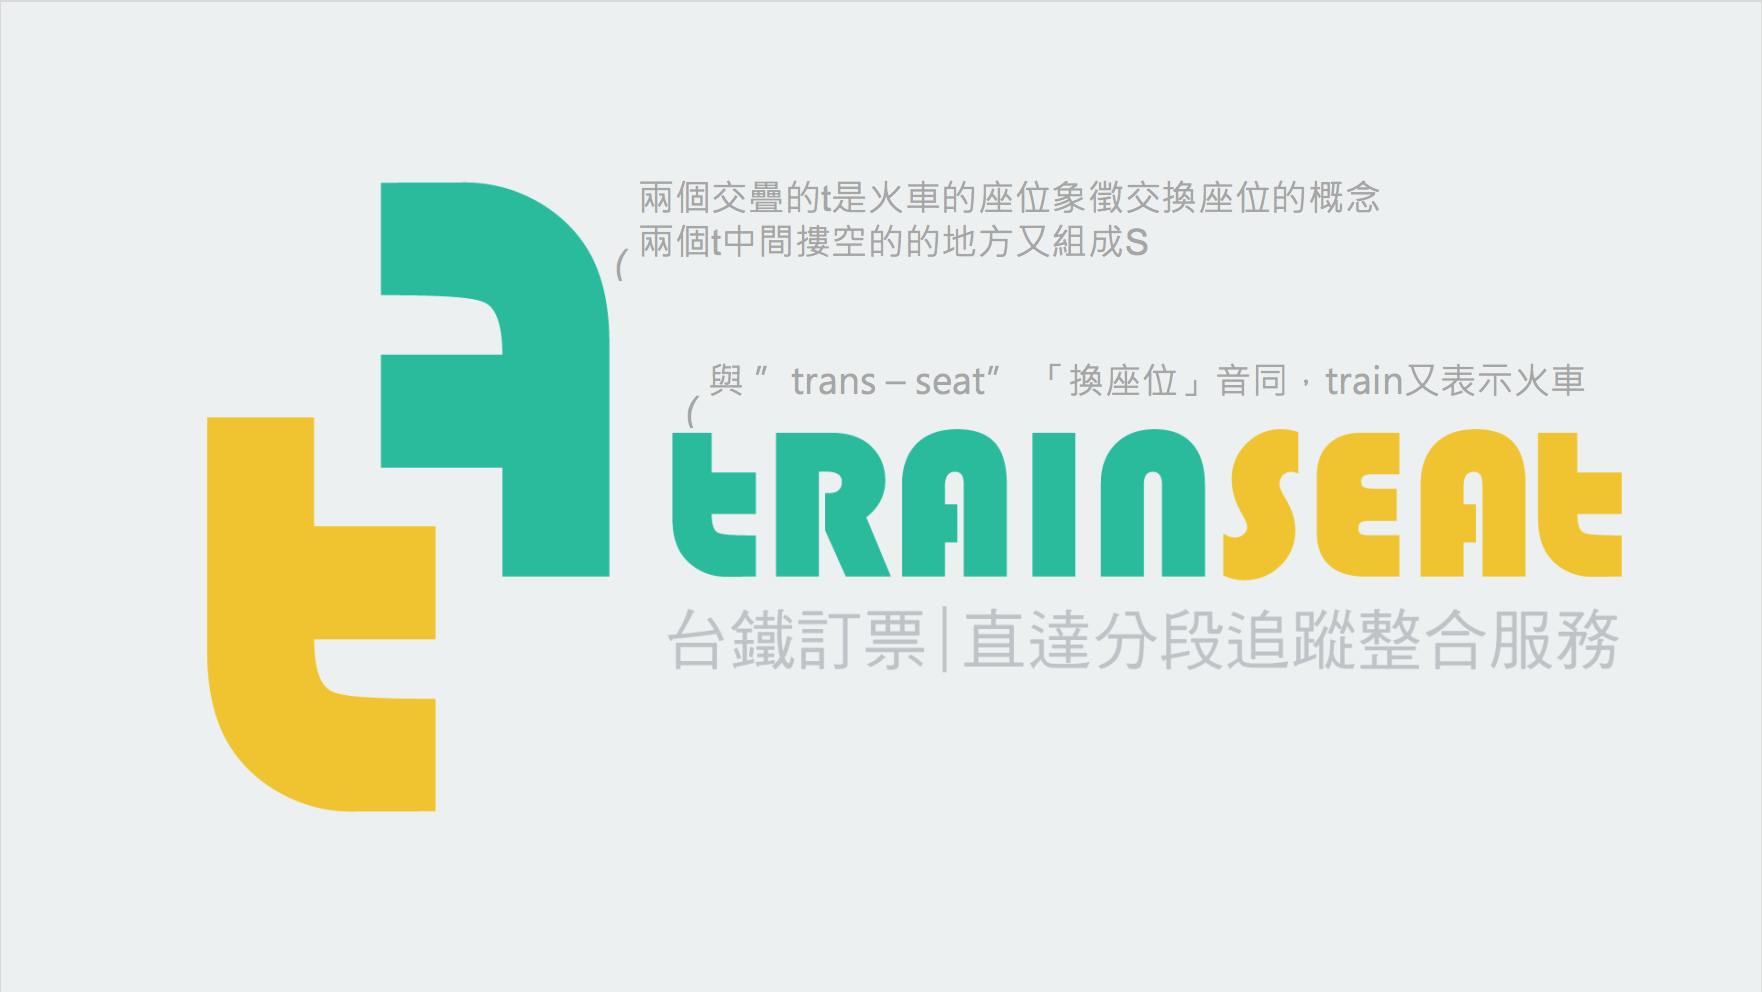 兩個交疊的t是火車的座位象徵交換座位的概念
兩個t中間摟空的的地方又組成S
與 ” trans – seat” 「換座位」音同，train又表示火車
tRAINSEAt
台鐵訂票|直達分段追蹤整合服務